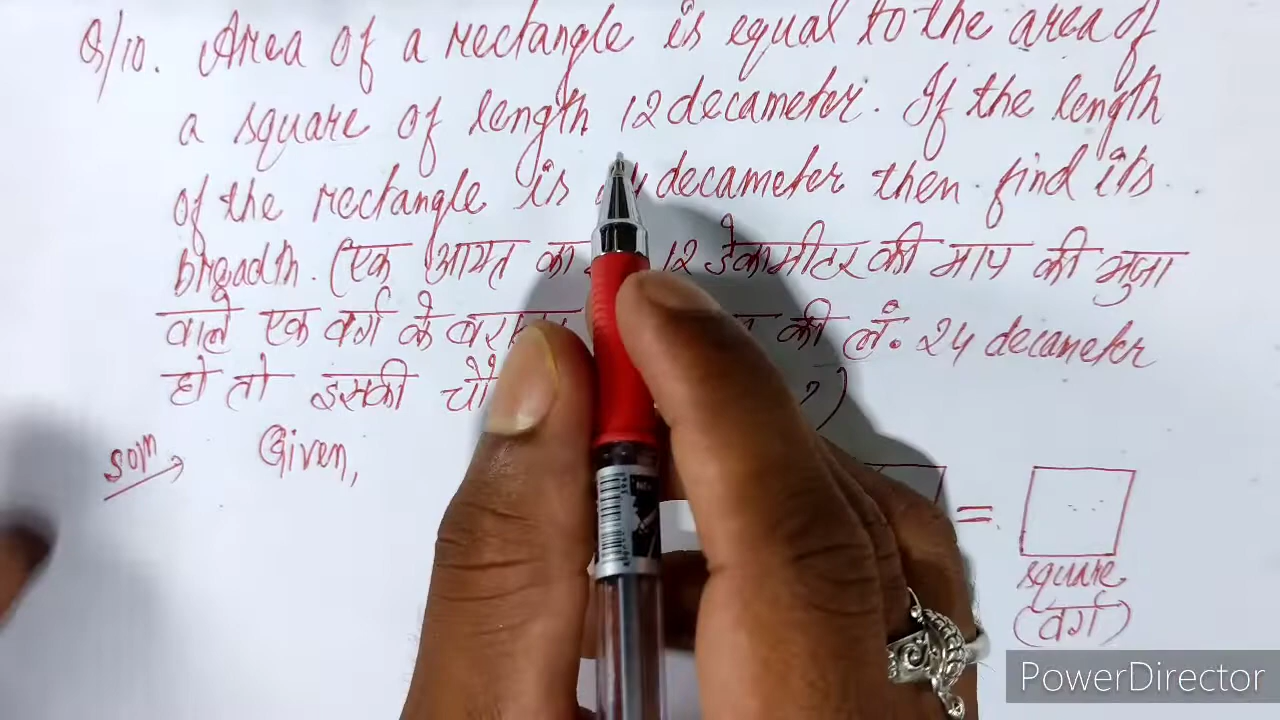 Q/10. Area of a rectangle is equal to the area of
a square of length 12 decameter. If the length
of the rectangle is 24 decameter then find its
breadth. (एक आयत का 12 डेकामीटर की माप की भुजा
वाले एक वर्ग के की लं० 24 decameter
हो तो इसकी ?)
Soln Given,
=
square
(वर्ग)
PowerDirector